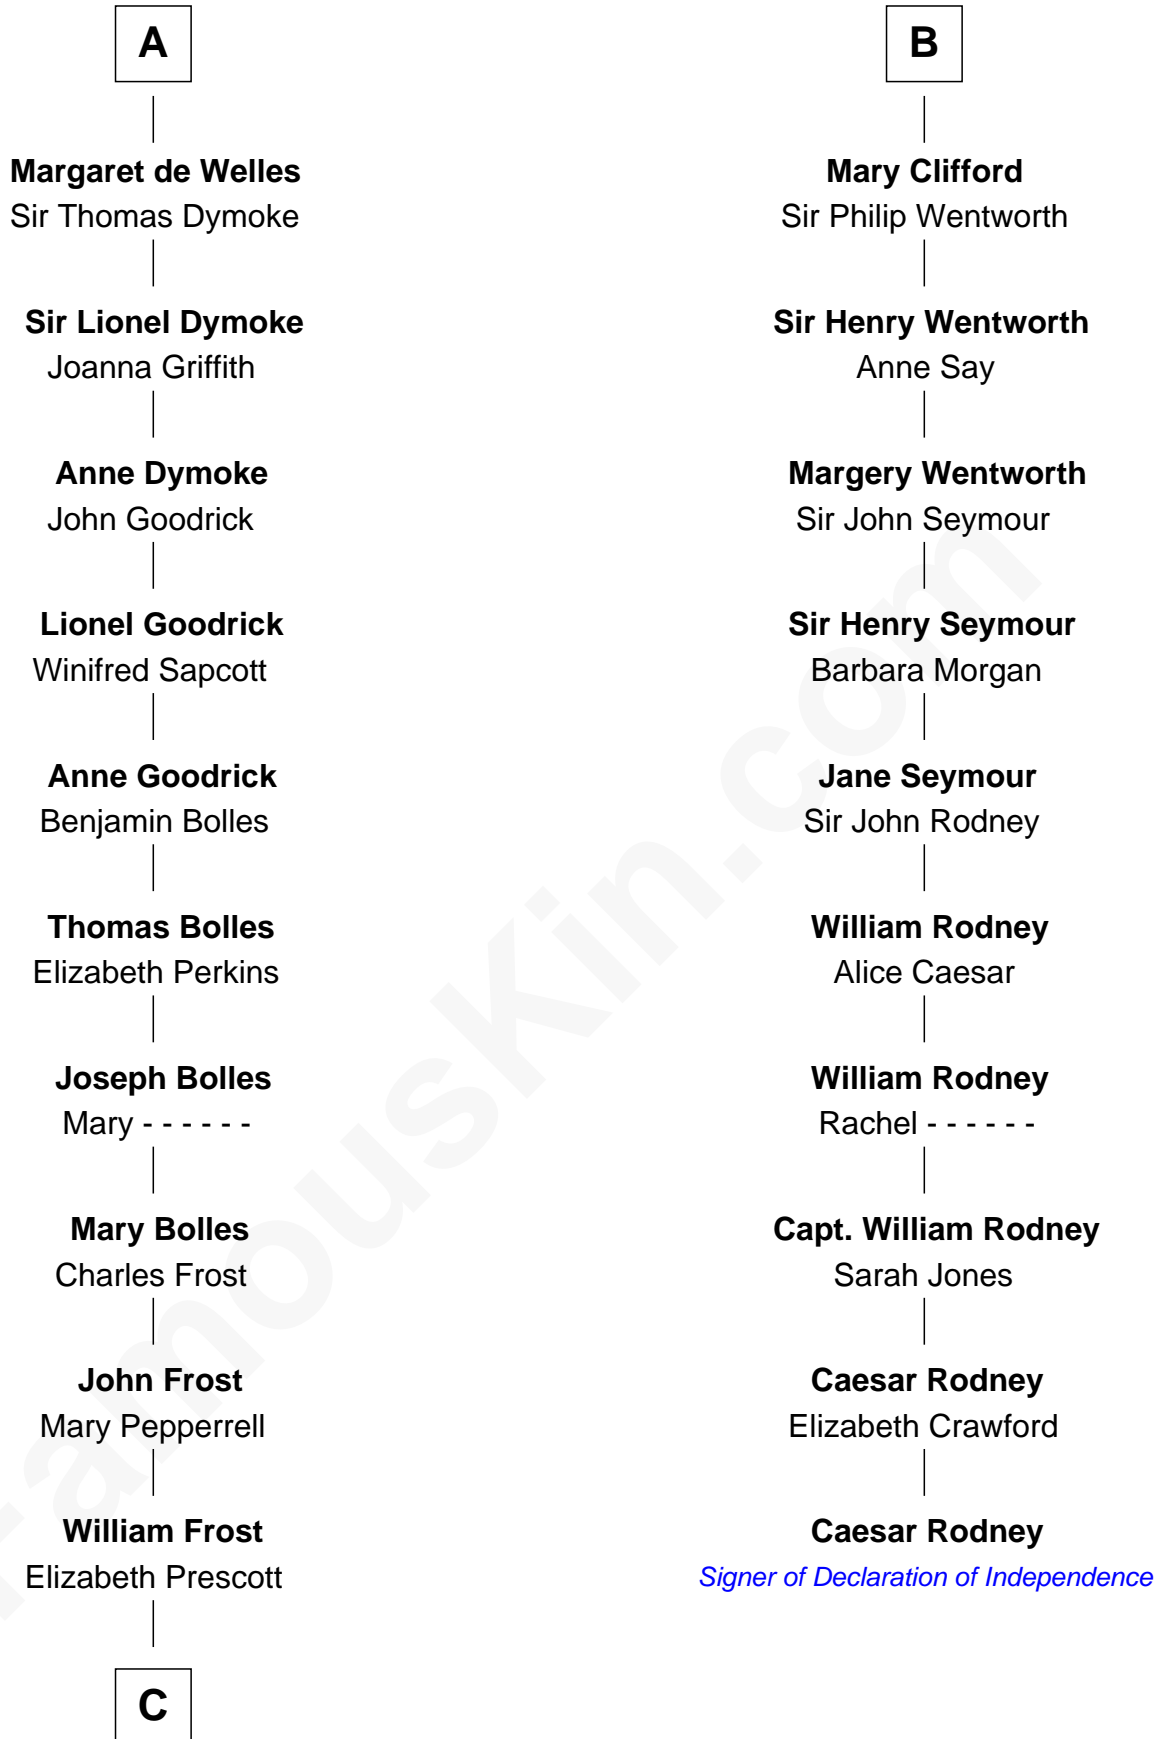 A
Margaret de Welles
Sir Thomas Dymoke
Sir Lionel Dymoke
Joanna Griffith
Anne Dymoke
John Goodrick
Lionel Goodrick
Winifred Sapcott
Anne Goodrick
Benjamin Bolles
Thomas Bolles
Elizabeth Perkins
Joseph Bolles
Mary - - - - - -
Mary Bolles
Charles Frost
John Frost
Mary Pepperrell
William Frost
Elizabeth Prescott
C
B
Mary Clifford
Sir Philip Wentworth
Sir Henry Wentworth
Anne Say
Margery Wentworth
Sir John Seymour
Sir Henry Seymour
Barbara Morgan
Jane Seymour
Sir John Rodney
William Rodney
Alice Caesar
William Rodney
Rachel - - - - - -
Capt. William Rodney
Sarah Jones
Caesar Rodney
Elizabeth Crawford
Caesar Rodney
Signer of Declaration of Independence
FamousKin.com